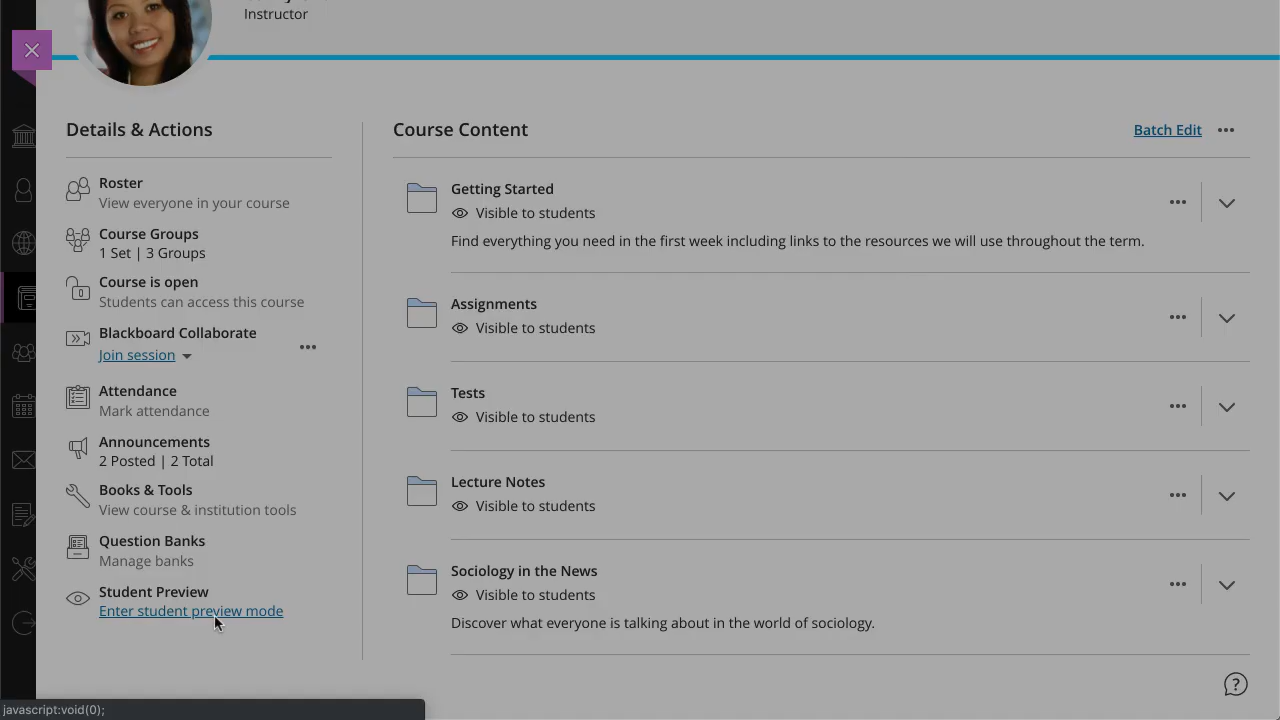 Instructor
Details & Actions
Roster
View everyone in your course
Course Groups
1 Set | 3 Groups
Course is open
Students can access this course
Blackboard Collaborate
Join session
Attendance
Mark attendance
Announcements
2 Posted | 2 Total
Books & Tools
View course & institution tools
Question Banks
Manage banks
Student Preview
Enter student preview mode
Course Content
Batch Edit
Getting Started
Visible to students
Find everything you need in the first week including links to the resources we will use throughout the term.
Assignments
Visible to students
Tests
Visible to students
Lecture Notes
Visible to students
Sociology in the News
Visible to students
Discover what everyone is talking about in the world of sociology.
javascript:void(0);